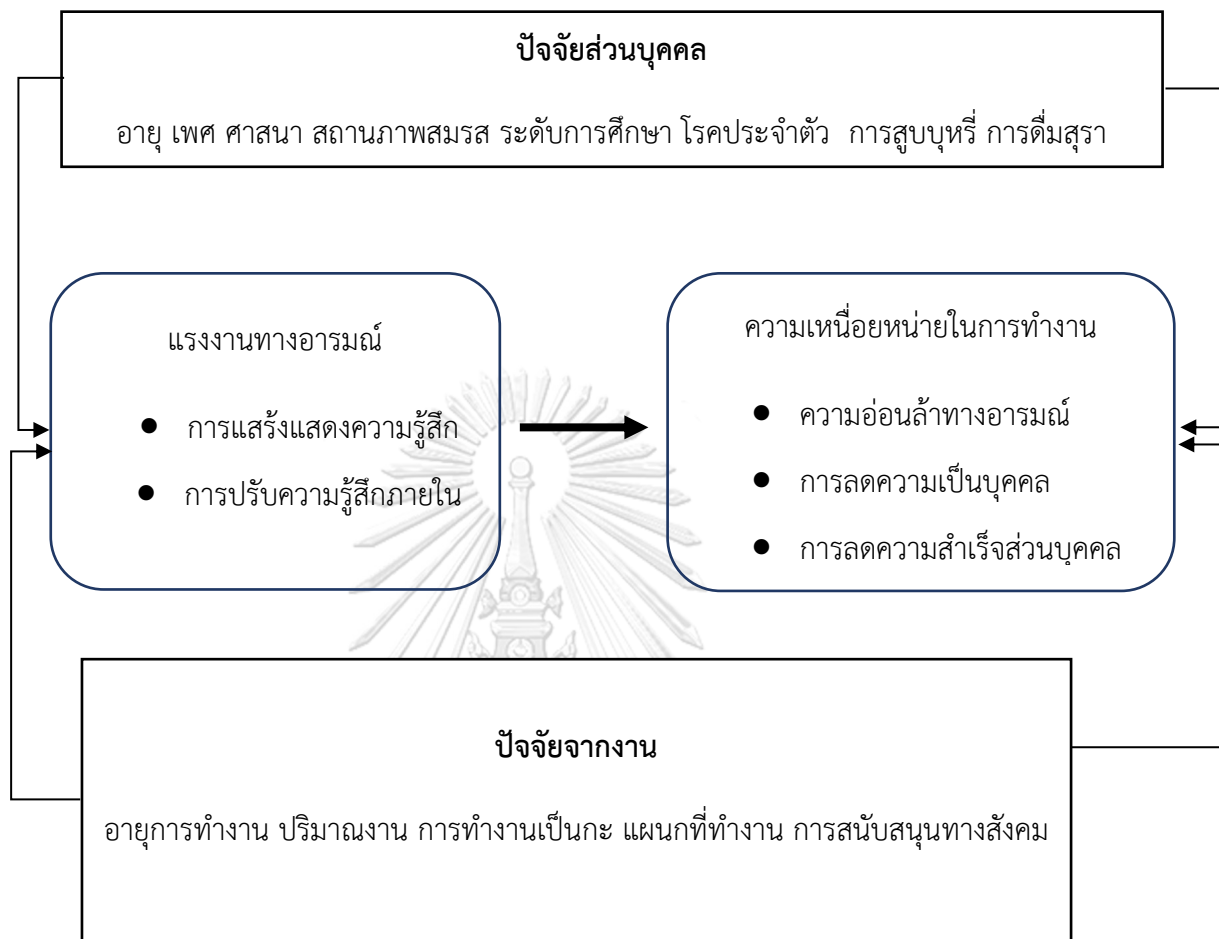 ปัจจัยส่วนบุคคล
อายุ เพศ ศาสนา สถานภาพสมรส ระดับการศึกษา โรคประจำตัว การสูบบุหรี่ การดื่มสุรา
แรงงานทางอารมณ์
● การแสร้งแสดงความรู้สึก
● การปรับความรู้สึกภายใน
ความเหนื่อยหน่ายในการทำงาน
● ความอ่อนล้าทางอารมณ์
● การลดความเป็นบุคคล
● การลดความสำเร็จส่วนบุคคล
ปัจจัยจากงาน
อายุการทำงาน ปริมาณงาน การทำงานเป็นกะ แผนกที่ทำงาน การสนับสนุนทางสังคม